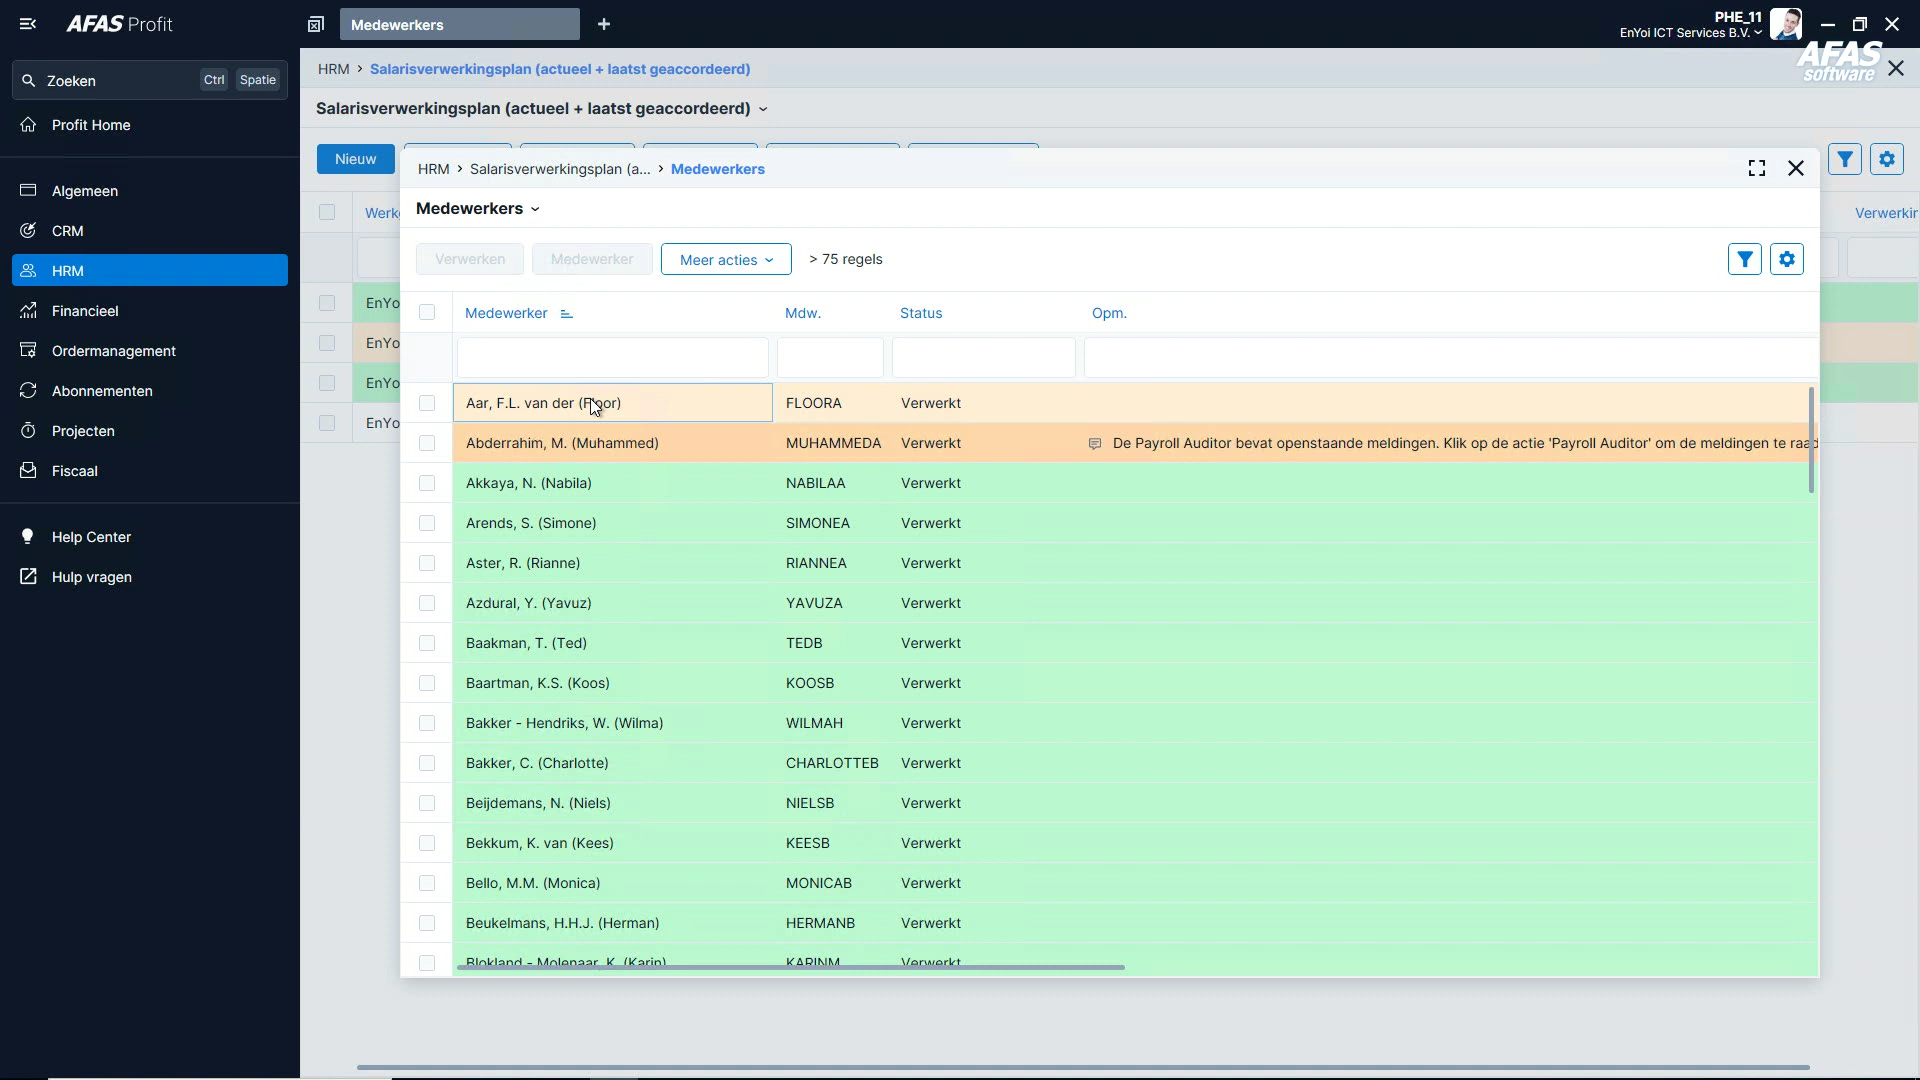 AFAS Profit
Medewerkers
PHE_11
EnYoi ICT Services B.V.
AFAS
software
Zoeken
Ctrl
Spatie
Profit Home
Algemeen
CRM
HRM
Financieel
Ordermanagement
Abonnementen
Projecten
Fiscaal
Help Center
Hulp vragen
HRM > Salarisverwerkingsplan (actueel + laatst geaccordeerd)
Salarisverwerkingsplan (actueel + laatst geaccordeerd)
Nieuw
EnYo
EnYo
EnYo
EnYo
HRM > Salarisverwerkingsplan (a... > Medewerkers
Medewerkers
Verwerken
Medewerker
Meer acties
> 75 regels
Medewerker Mdw. Status Opm.
Aar, F.L. van der (Floor) FLOORA Verwerkt
Abderrahim, M. (Muhammed) MUHAMMEDA Verwerkt De Payroll Auditor bevat openstaande meldingen. Klik op de actie 'Payroll Auditor' om de meldingen te raad
Akkaya, N. (Nabila) NABILAA Verwerkt
Arends, S. (Simone) SIMONEA Verwerkt
Aster, R. (Rianne) RIANNEA Verwerkt
Azdural, Y. (Yavuz) YAVUZA Verwerkt
Baakman, T. (Ted) TEDB Verwerkt
Baartman, K.S. (Koos) KOOSB Verwerkt
Bakker - Hendriks, W. (Wilma) WILMAH Verwerkt
Bakker, C. (Charlotte) CHARLOTTEB Verwerkt
Beijdemans, N. (Niels) NIELSB Verwerkt
Bekkum, K. van (Kees) KEESB Verwerkt
Bello, M.M. (Monica) MONICAB Verwerkt
Beukelmans, H.H.J. (Herman) HERMANB Verwerkt
Blokland - Molenaar, K. (Karin) KARINM Verwerkt